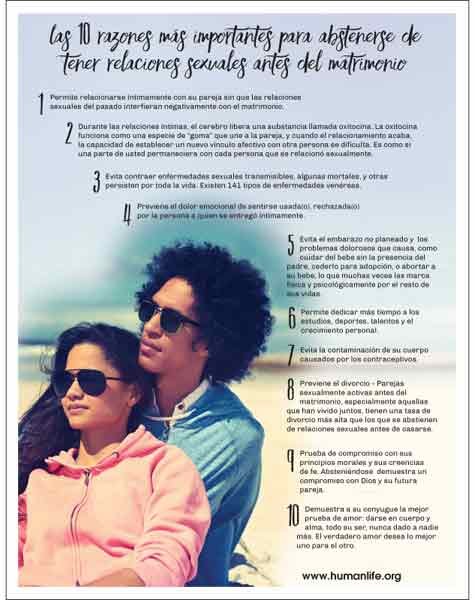 las 10 razones más importantes para abstenerse de
tener relaciones sexuales antes del matrimonio
1 Permite relacionarse intimamente con su pareja sin que las relaciones
sexuales del pasado interfieran negativamente con el matrimonio.
2 Durante las relaciones íntimas, el cerebro libera una substancia llamada oxitocina. La oxitocina
funciona como una especie de "goma" que une a la pareja, y cuando el relacionamiento acaba,
la capacidad de establecer un nuevo vínculo afectivo con otra persona se dificulta. Es como si
una parte de usted permaneciera con cada persona que se relacionó sexualmente.
3 Evita contraer enfermedades sexuales transmisibles, algunas mortales, y otras
persisten por toda la vida. Existen 141 tipos de enfermedades venéreas.
4 Previene el dolor emocional de sentirse usada(o), rechazada(o)
por la persona a quien se entregó intimamente.
5 Evita el embarazo no planeado y los
problemas dolorosos que causa, como
cuidar del bebe sin la presencia del
padre, cederlo para adopción, o abortar a
su bebe, lo que muchas veces las marca
física y psicológicamente por el resto de
sus vidas.
6 Permite dedicar más tiempo a los
estudios, deportes, talentos y el
crecimiento personal.
7 Evita la contaminación de su cuerpo
causados por los contraceptivos.
8 Previene el divorcio - Parejas
sexualmente activas antes del
matrimonio, especialmente aquellas
que han vivido juntos, tienen una tasa de
divorcio más alta que los que se abstienen
de relaciones sexuales antes de casarse.
9 Prueba de compromiso con sus
principios morales y sus creencias
de fe. Absteniéndose demuestra un
compromiso con Dios y su futura
pareja.
10 Demuestra a su conyugue la mejor
prueba de amor: darse en cuerpo y
alma, todo su ser, nunca dado a nadie
más. El verdadero amor desea lo mejor
uno para el otro.
www.humanlife.org